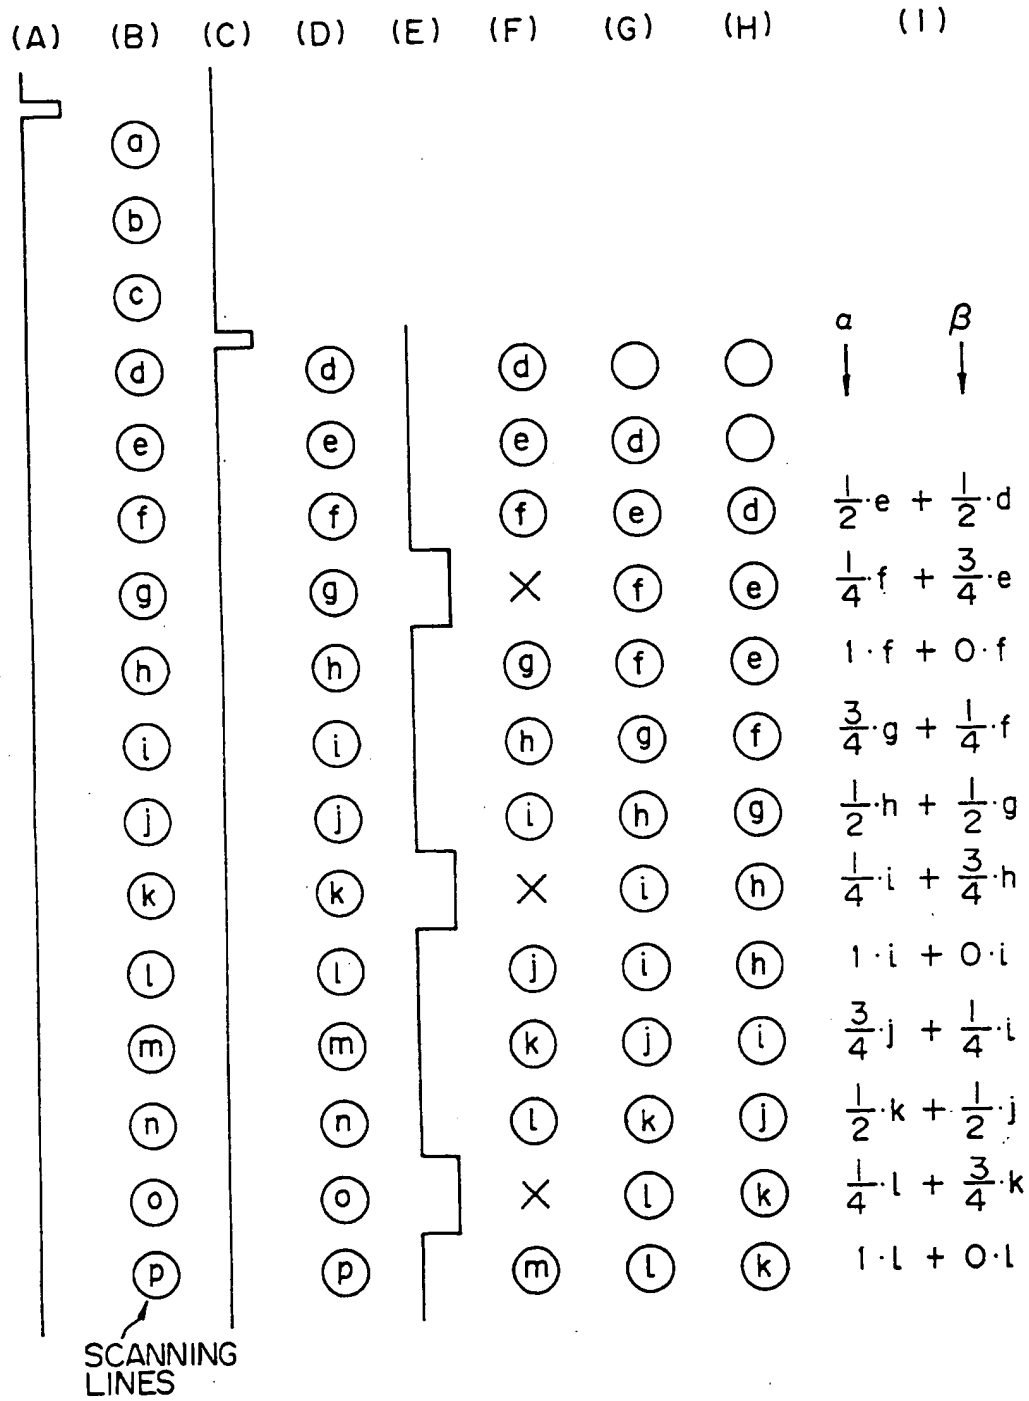 (A) (B) (C) (D) (E) (F) (G) (H) (I)
a
b
c
α β
d d d
e e e d
f f f e d 1/2·e + 1/2·d
g g × f e 1/4·f + 3/4·e
h h g f e 1·f + 0·f
i i h g f 3/4·g + 1/4·f
j j i h g 1/2·h + 1/2·g
k k × i h 1/4·i + 3/4·h
l l j i h 1·i + 0·i
m m k j i 3/4·j + 1/4·i
n n l k j 1/2·k + 1/2·j
o o × l k 1/4·l + 3/4·k
p p m l k 1·l + 0·l
SCANNING
LINES